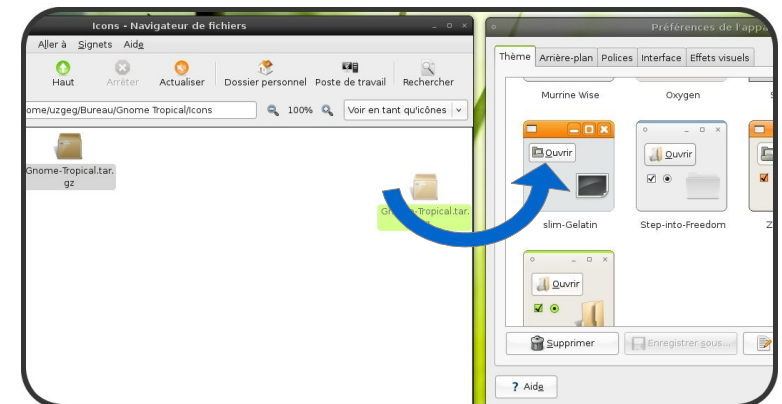 Icons - Navigateur de fichiers
Aller à Signets Aide
Haut Arrêter Actualiser Dossier personnel Poste de travail Rechercher
ome/uzgeg/Bureau/Gnome Tropical/Icons 100% Voir en tant qu'icônes
Gnome-Tropical.tar.
gz
Gnome-Tropical.tar.
Préférences de l'appa
Thème Arrière-plan Polices Interface Effets visuels
Murrine Wise Oxygen
Ouvrir Ouvrir
slim-Gelatin Step-into-Freedom Z
Ouvrir
Supprimer Enregistrer sous...
? Aide